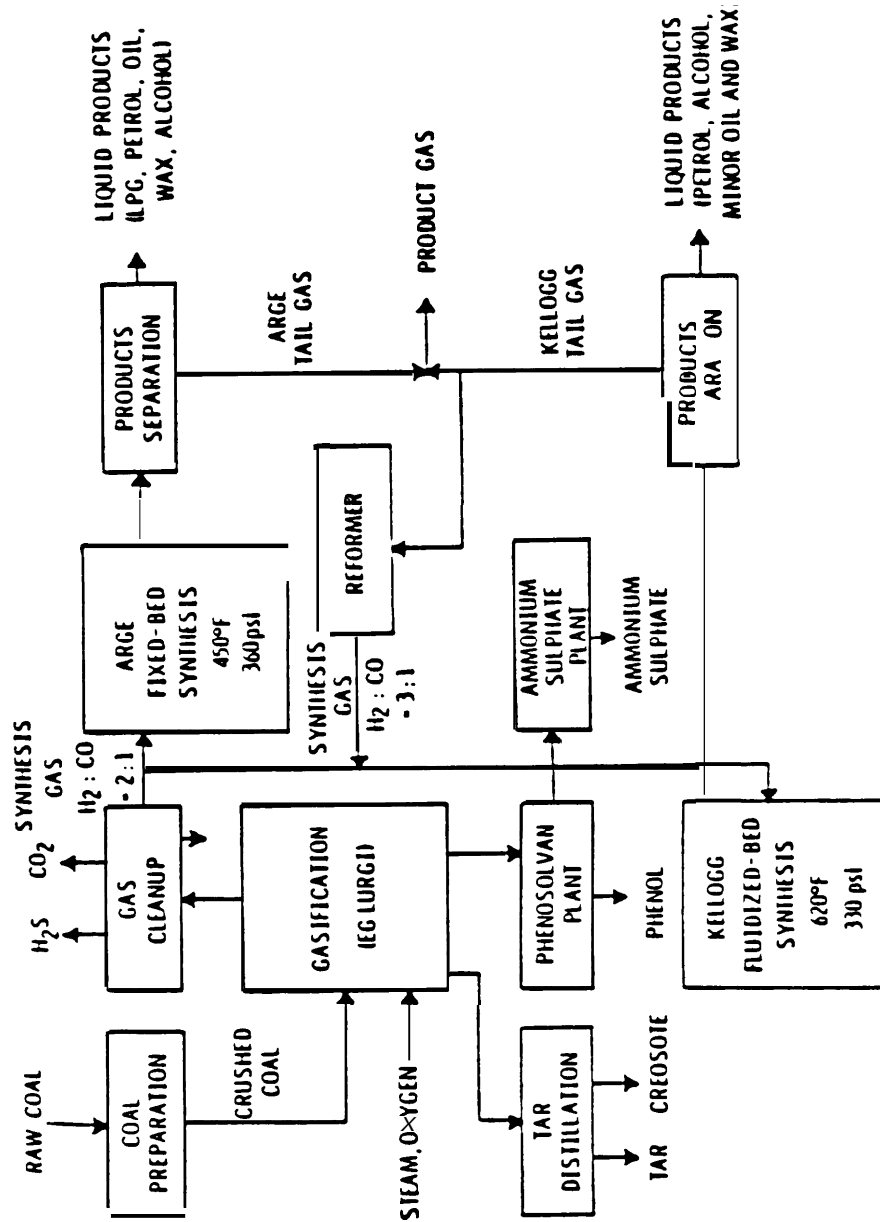 RAW COAL
COAL
PREPARATION
CRUSHED
COAL
STEAM, OXYGEN
H2S
CO2
GAS
CLEANUP
SYNTHESIS
GAS
H2 : CO
= 2:1
GASIFICATION
(EG LURGI)
TAR
DISTILLATION
TAR
CREOSOTE
PHENOSOLVAN
PLANT
PHENOL
AMMONIUM
SULPHATE
PLANT
AMMONIUM
SULPHATE
ARGE
FIXED-BED
SYNTHESIS
450°F
360psi
SYNTHESIS
GAS
H2 : CO
= 3:1
REFORMER
KELLOGG
FLUIDIZED-BED
SYNTHESIS
620°F
330 psi
PRODUCTS
SEPARATION
ARGE
TAIL GAS
PRODUCT GAS
KELLOGG
TAIL GAS
PRODUCTS
ARA ON
LIQUID PRODUCTS
(LPG, PETROL, OIL,
WAX, ALCOHOL)
LIQUID PRODUCTS
(PETROL, ALCOHOL,
MINOR OIL AND WAX)